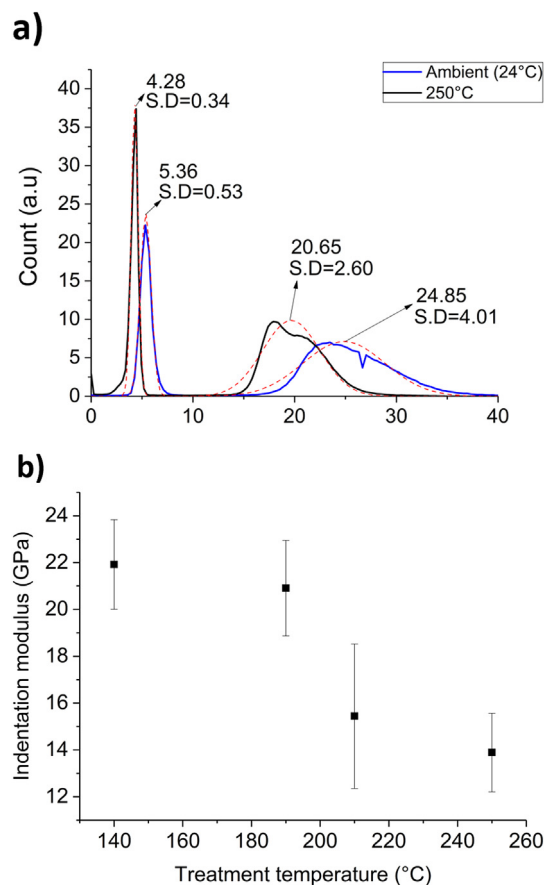 a)
Ambient (24°C)
250°C
4.28
S.D=0.34
5.36
S.D=0.53
20.65
S.D=2.60
24.85
S.D=4.01
Count (a.u)
40
35
30
25
20
15
10
5
0
0 10 20 30 40
b)
Indentation modulus (GPa)
24
22
20
18
16
14
12
140 160 180 200 220 240 260
Treatment temperature (°C)